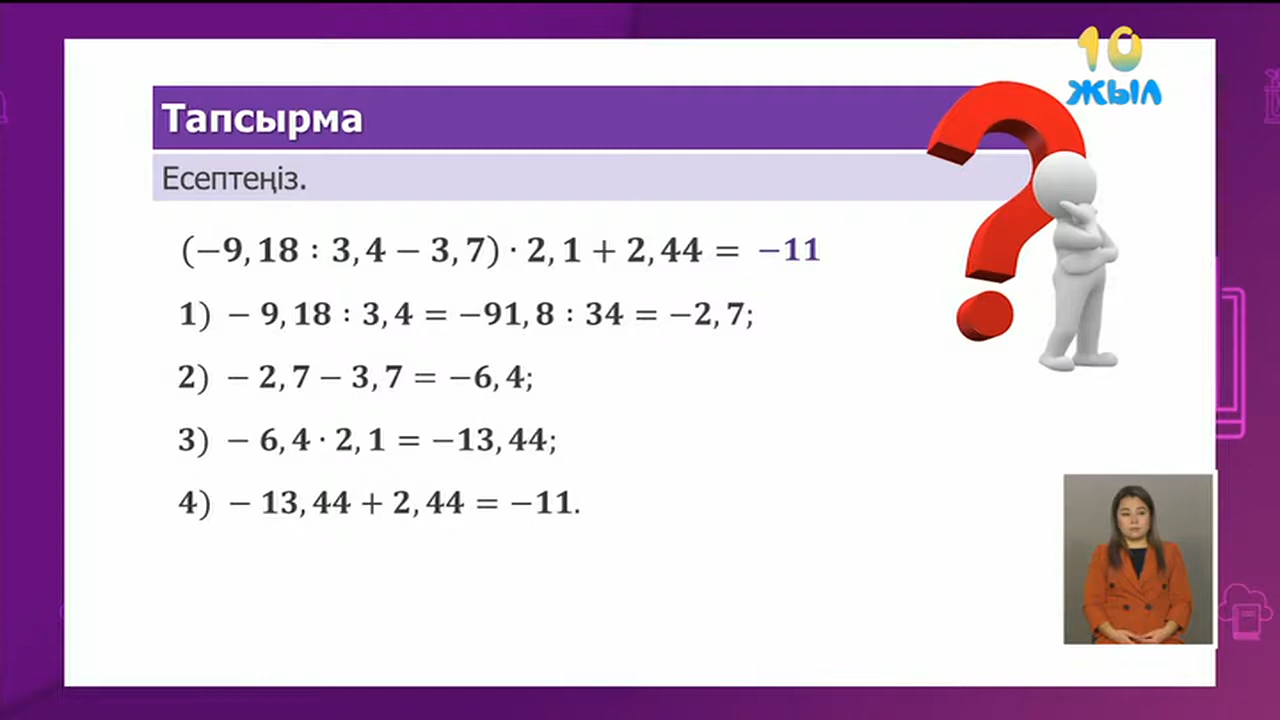 10
ЖЫЛ
Тапсырма
Есептеңіз.
(−9,18 : 3,4 − 3,7) · 2,1 + 2,44 = −11
1) − 9,18 : 3,4 = −91,8 : 34 = −2,7;
2) − 2,7 − 3,7 = −6,4;
3) − 6,4 · 2,1 = −13,44;
4) − 13,44 + 2,44 = −11.